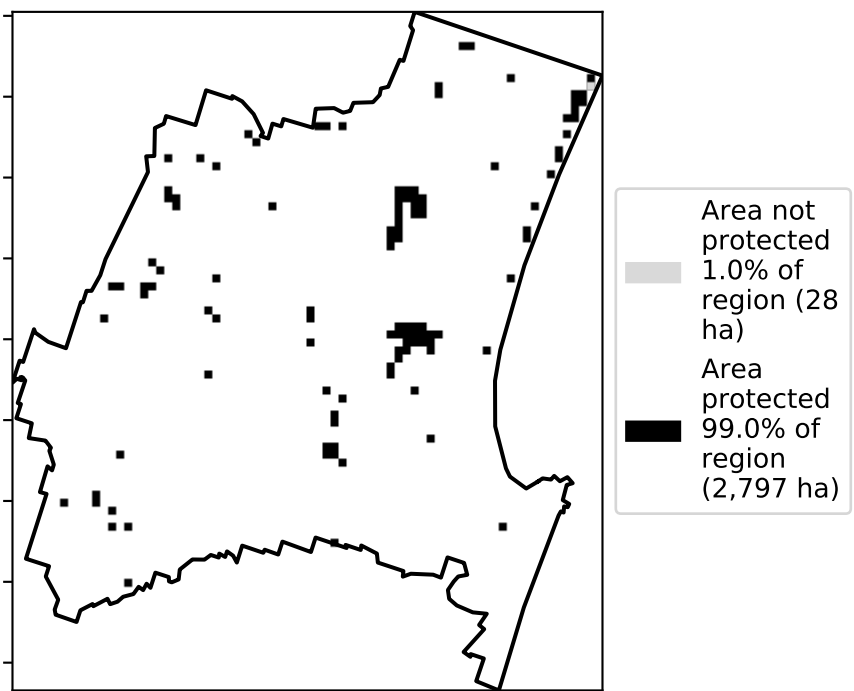 Area not
protected
1.0% of
region (28
ha)
Area
protected
99.0% of
region
(2,797 ha)